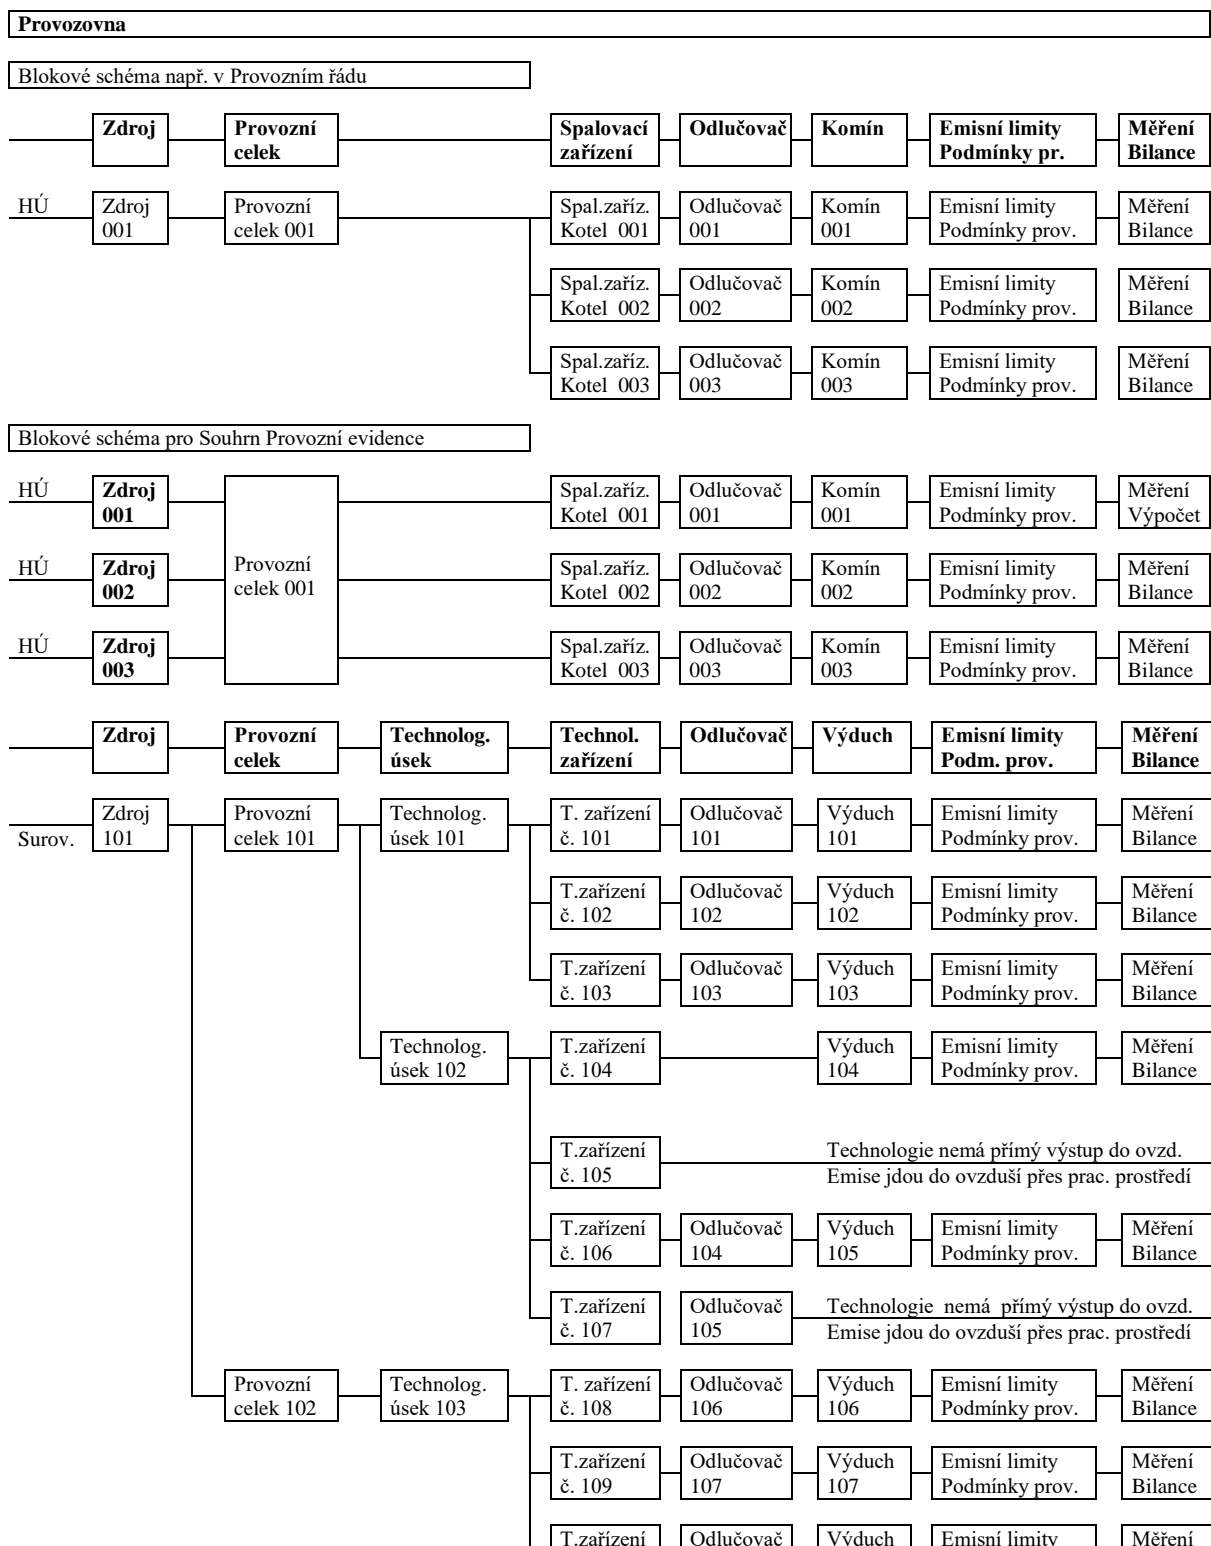 Provozovna
Blokové schéma např. v Provozním řádu
Zdroj Provozní Spalovací Odlučovač Komín Emisní limity Měření
celek zařízení Podmínky pr. Bilance
HÚ Zdroj Provozní Spal.zaříz. Odlučovač Komín Emisní limity Měření
001 celek 001 Kotel 001 001 001 Podmínky prov. Bilance
Spal.zaříz. Odlučovač Komín Emisní limity Měření
Kotel 002 002 002 Podmínky prov. Bilance
Spal.zaříz. Odlučovač Komín Emisní limity Měření
Kotel 003 003 003 Podmínky prov. Bilance
Blokové schéma pro Souhrn Provozní evidence
HÚ Zdroj Spal.zaříz. Odlučovač Komín Emisní limity Měření
001 Kotel 001 001 001 Podmínky prov. Výpočet
HÚ Zdroj Provozní Spal.zaříz. Odlučovač Komín Emisní limity Měření
002 celek 001 Kotel 002 002 002 Podmínky prov. Bilance
HÚ Zdroj Spal.zaříz. Odlučovač Komín Emisní limity Měření
003 Kotel 003 003 003 Podmínky prov. Bilance
Zdroj Provozní Technolog. Technol. Odlučovač Výduch Emisní limity Měření
celek úsek zařízení Podm. prov. Bilance
Zdroj Provozní Technolog. T. zařízení Odlučovač Výduch Emisní limity Měření
Surov. 101 celek 101 úsek 101 č. 101 101 101 Podmínky prov. Bilance
T.zařízení Odlučovač Výduch Emisní limity Měření
č. 102 102 102 Podmínky prov. Bilance
T.zařízení Odlučovač Výduch Emisní limity Měření
č. 103 103 103 Podmínky prov. Bilance
Technolog. T.zařízení Výduch Emisní limity Měření
úsek 102 č. 104 104 Podmínky prov. Bilance
T.zařízení Technologie nemá přímý výstup do ovzd.
č. 105 Emise jdou do ovzduší přes prac. prostředí
T.zařízení Odlučovač Výduch Emisní limity Měření
č. 106 104 105 Podmínky prov. Bilance
T.zařízení Odlučovač Technologie nemá přímý výstup do ovzd.
č. 107 105 Emise jdou do ovzduší přes prac. prostředí
Provozní Technolog. T. zařízení Odlučovač Výduch Emisní limity Měření
celek 102 úsek 103 č. 108 106 106 Podmínky prov. Bilance
T.zařízení Odlučovač Výduch Emisní limity Měření
č. 109 107 107 Podmínky prov. Bilance
T.zařízení Odlučovač Výduch Emisní limity Měření